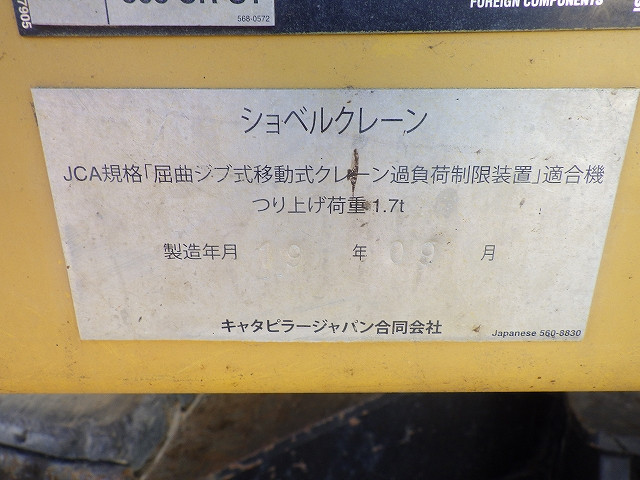 7905
568-0572
FOREIGN COMPONENTS
ショベルクレーン
JCA規格「屈曲ジブ式移動式クレーン過負荷制限装置」適合機
つり上げ荷重 1.7t
製造年月 19 年 09 月
キャタピラージャパン合同会社
Japanese 560-8830